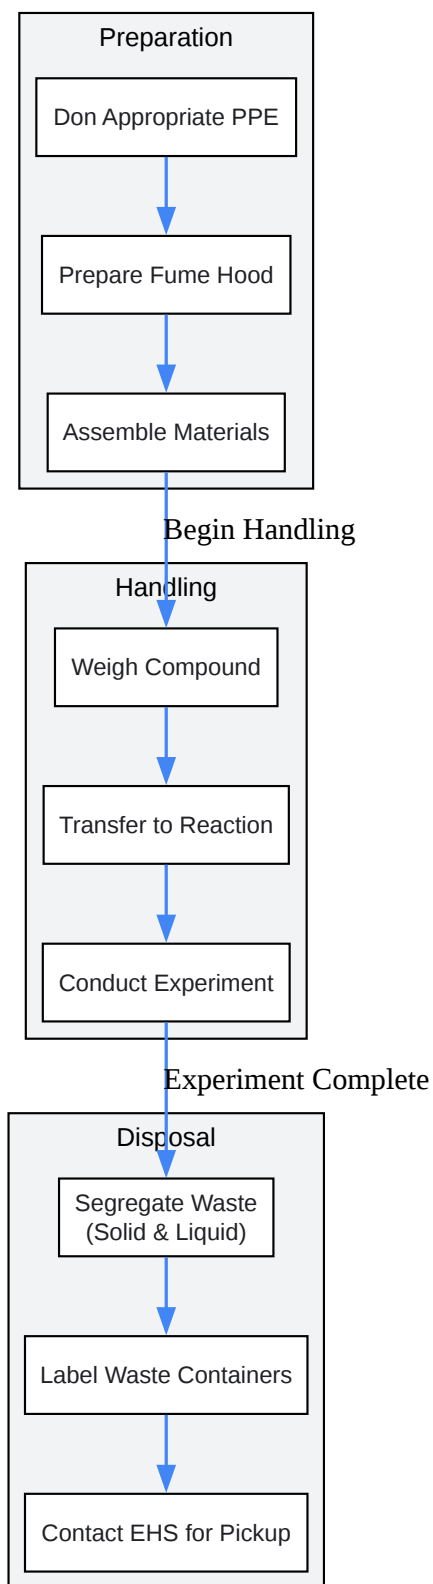 Preparation
Don Appropriate PPE
Prepare Fume Hood
Assemble Materials
Begin Handling
Handling
Weigh Compound
Transfer to Reaction
Conduct Experiment
Experiment Complete
Disposal
Segregate Waste
(Solid & Liquid)
Label Waste Containers
Contact EHS for Pickup